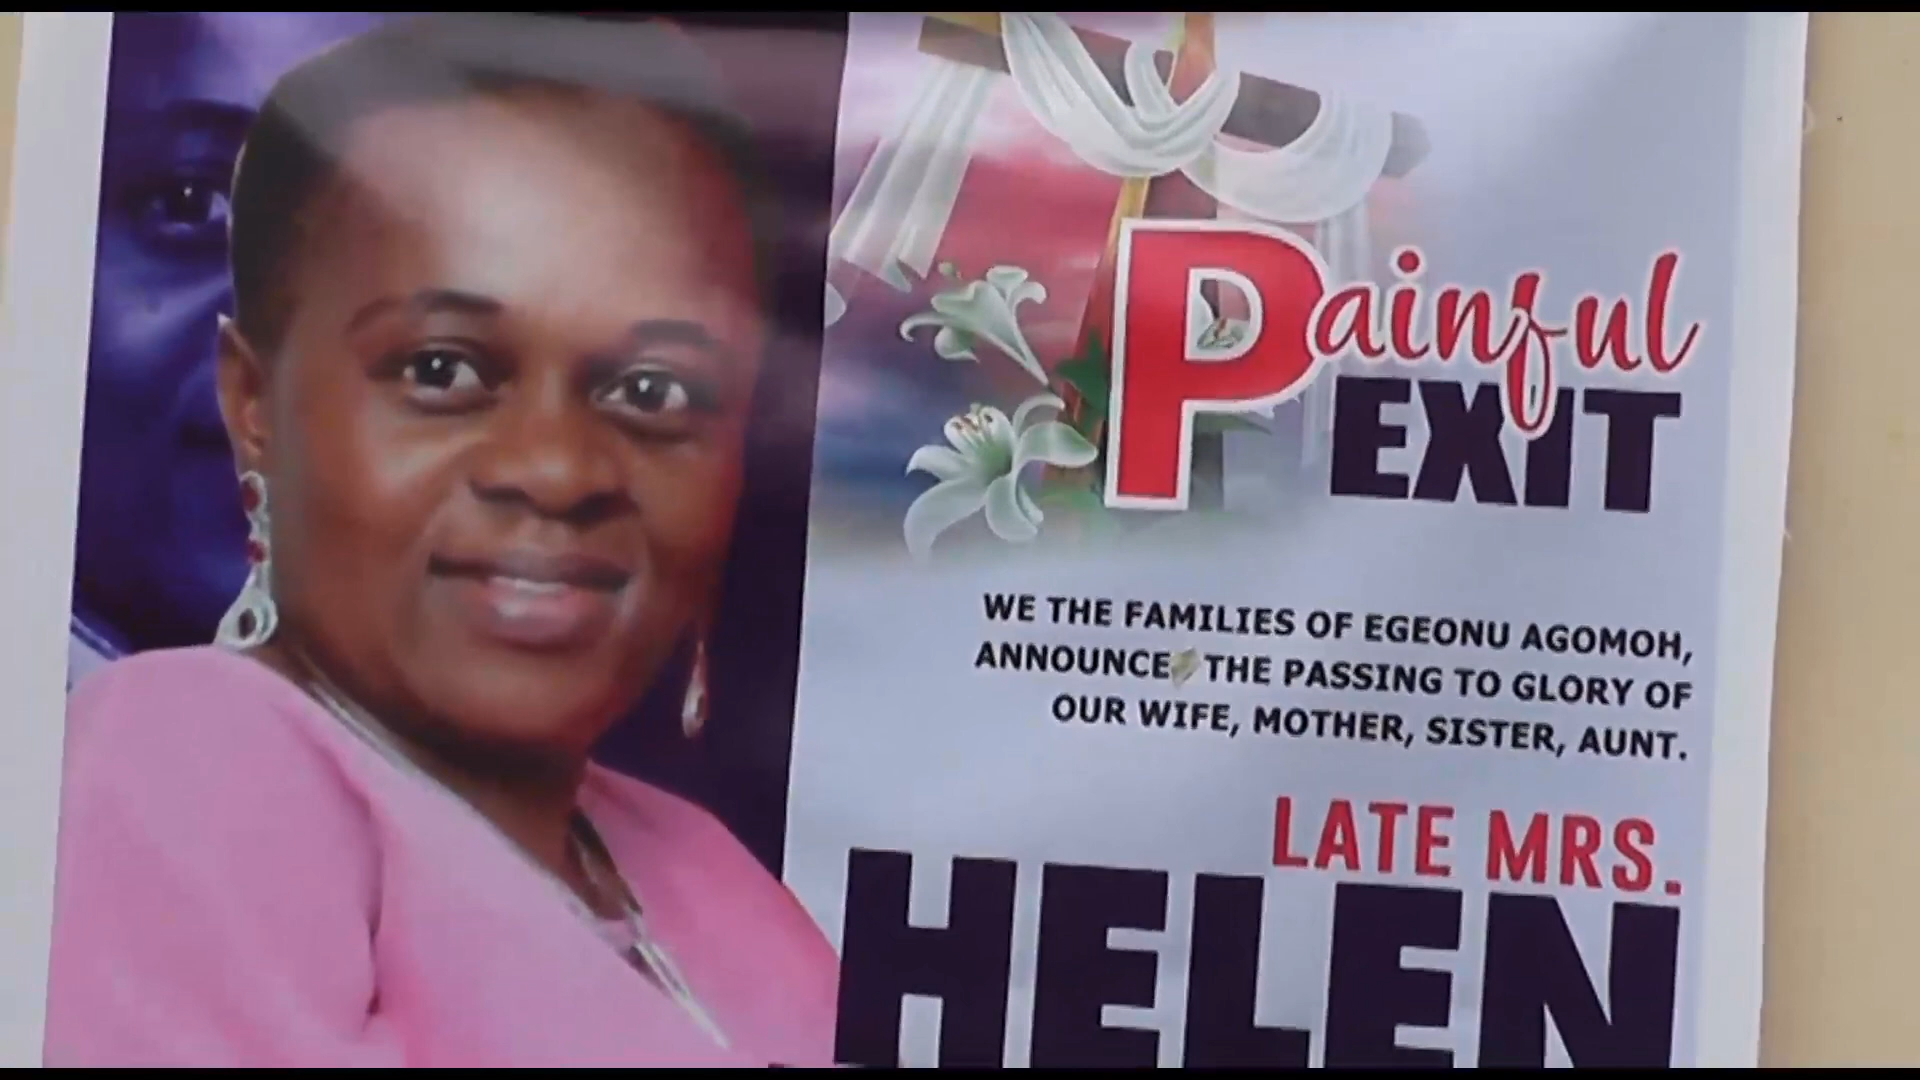 Painful
EXIT
WE THE FAMILIES OF EGEONU AGOMOH,
ANNOUNCE THE PASSING TO GLORY OF
OUR WIFE, MOTHER, SISTER, AUNT.
LATE MRS.
HELEN